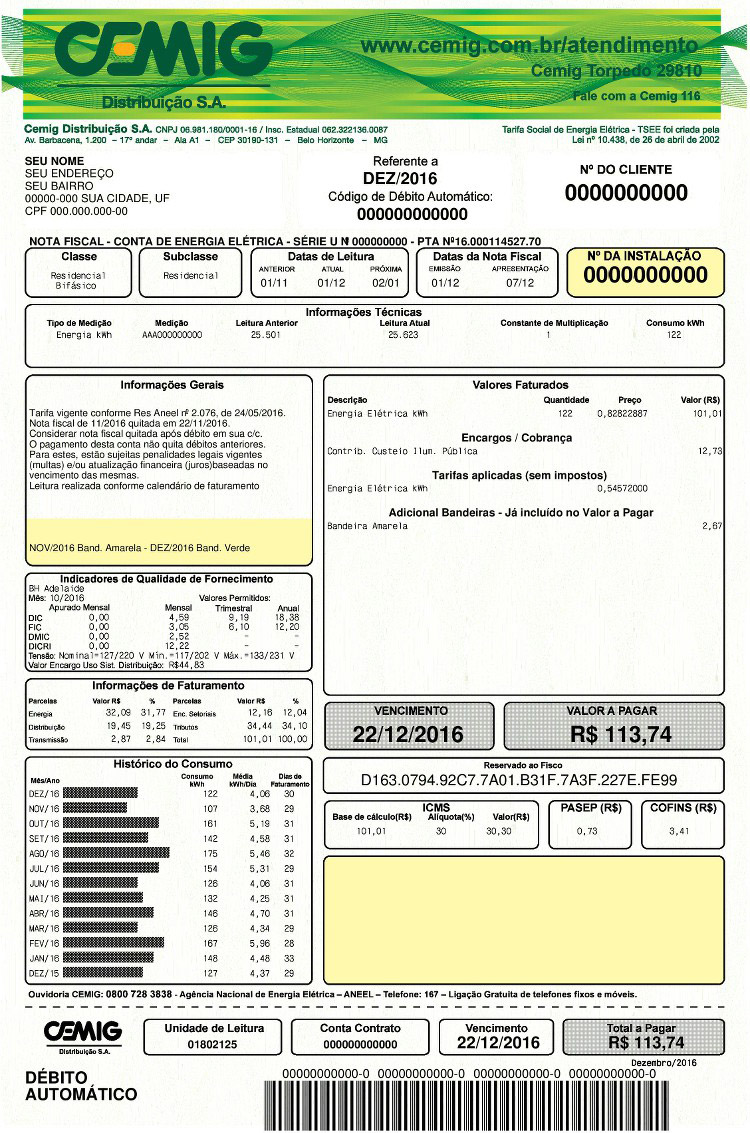 CEMIG
Distribuição S.A.
www.cemig.com.br/atendimento
Cemig Torpedo 29810
Fale com a Cemig 116
Cemig Distribuição S.A. CNPJ 06.981.180/0001-16 / Insc. Estadual 062.322136.0087
Av. Barbacena, 1.200 - 17º andar - Ala A1 - CEP 30190-131 - Belo Horizonte - MG
Tarifa Social de Energia Elétrica - TSEE foi criada pela
Lei nº 10.438, de 26 de abril de 2002
SEU NOME
SEU ENDEREÇO
SEU BAIRRO
00000-000 SUA CIDADE, UF
CPF 000.000.000-00
Referente a
DEZ/2016
Código de Débito Automático:
000000000000
Nº DO CLIENTE
0000000000
NOTA FISCAL - CONTA DE ENERGIA ELÉTRICA - SÉRIE U Nº 000000000 - PTA Nº16.000114527.70
Classe
Residencial
Bifásico
Subclasse
Residencial
Datas de Leitura
ANTERIOR ATUAL PRÓXIMA
01/11 01/12 02/01
Datas da Nota Fiscal
EMISSÃO APRESENTAÇÃO
01/12 07/12
Nº DA INSTALAÇÃO
0000000000
Informações Técnicas
Tipo de Medição Medição Leitura Anterior Leitura Atual Constante de Multiplicação Consumo kWh
Energia kWh AAA000000000 25.501 25.623 1 122
Informações Gerais
Tarifa vigente conforme Res Aneel nº 2.076, de 24/05/2016.
Nota fiscal de 11/2016 quitada em 22/11/2016.
Considerar nota fiscal quitada após débito em sua c/c.
O pagamento desta conta não quita débitos anteriores.
Para estes, estão sujeitas penalidades legais vigentes
(multas) e/ou atualização financeira (juros)baseadas no
vencimento das mesmas.
Leitura realizada conforme calendário de faturamento
NOV/2016 Band. Amarela - DEZ/2016 Band. Verde
Valores Faturados
Descrição Quantidade Preço Valor (R$)
Energia Elétrica kWh 122 0,82822887 101,01
Encargos / Cobrança
Contrib. Custeio Ilum. Pública 12,73
Tarifas aplicadas (sem impostos)
Energia Elétrica kWh 0,54572000
Adicional Bandeiras - Já incluído no Valor a Pagar
Bandeira Amarela 2,67
Indicadores de Qualidade de Fornecimento
BH Adelaide
Mês: 10/2016 Valores Permitidos:
Apurado Mensal Mensal Trimestral Anual
DIC 0,00 4,59 9,19 18,38
FIC 0,00 3,05 6,10 12,20
DMIC 0,00 2,52 - -
DICRI 0,00 12,22
Tensão: Nominal=127/220 V Mín.=117/202 V Máx.=133/231 V
Valor Encargo Uso Sist. Distribuição: R$44,83
Informações de Faturamento
Parcelas Valor R$ % Parcelas Valor R$ %
Energia 32,09 31,77 Enc. Setoriais 12,16 12,04
Distribuição 19,45 19,25 Tributos 34,44 34,10
Transmissão 2,87 2,84 Total 101,01 100,00
VENCIMENTO
22/12/2016
VALOR A PAGAR
R$ 113,74
Histórico do Consumo
Mês/Ano Consumo kWh Média kWh/Dia Dias de Faturamento
DEZ/16 122 4,06 30
NOV/16 107 3,68 29
OUT/16 161 5,19 31
SET/16 142 4,58 31
AGO/16 175 5,46 32
JUL/16 154 5,31 29
JUN/16 126 4,06 31
MAI/16 132 4,25 31
ABR/16 146 4,70 31
MAR/16 126 4,34 29
FEV/16 167 5,96 28
JAN/16 148 4,48 33
DEZ/15 127 4,37 29
Reservado ao Fisco
D163.0794.92C7.7A01.B31F.7A3F.227E.FE99
ICMS
Base de cálculo(R$) Alíquota(%) Valor(R$)
101,01 30 30,30
PASEP (R$)
0,73
COFINS (R$)
3,41
Ouvidoria CEMIG: 0800 728 3838 - Agência Nacional de Energia Elétrica - ANEEL - Telefone: 167 - Ligação Gratuita de telefones fixos e móveis.
CEMIG
Distribuição S.A.
Unidade de Leitura
01802125
Conta Contrato
000000000000
Vencimento
22/12/2016
Total a Pagar
R$ 113,74
Dezembro/2016
DÉBITO
AUTOMÁTICO
00000000000-0 00000000000-0 00000000000-0 00000000000-0